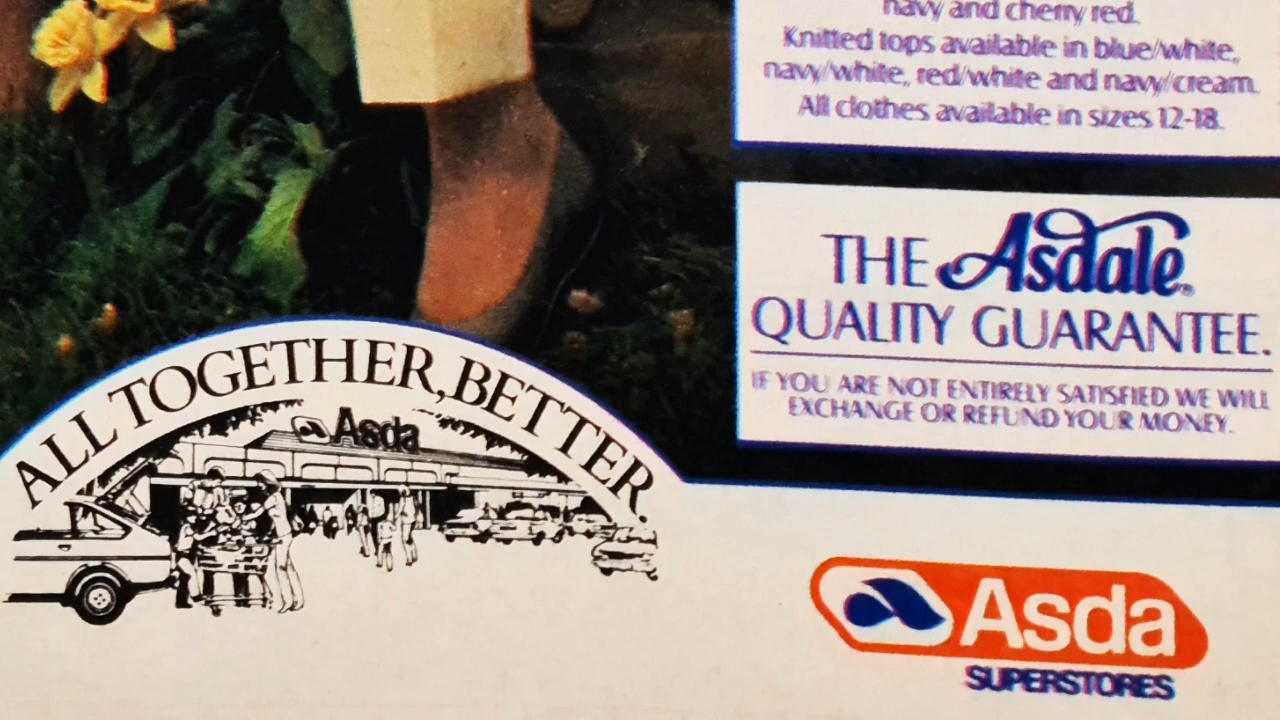 navy and cherry red.
Knitted tops available in blue/white,
navy/white, red/white and navy/cream.
All clothes available in sizes 12-18.
THE Asdale.
QUALITY GUARANTEE.
IF YOU ARE NOT ENTIRELY SATISFIED WE WILL
EXCHANGE OR REFUND YOUR MONEY.
ALL TOGETHER, BETTER
Asda
Asda
SUPERSTORES